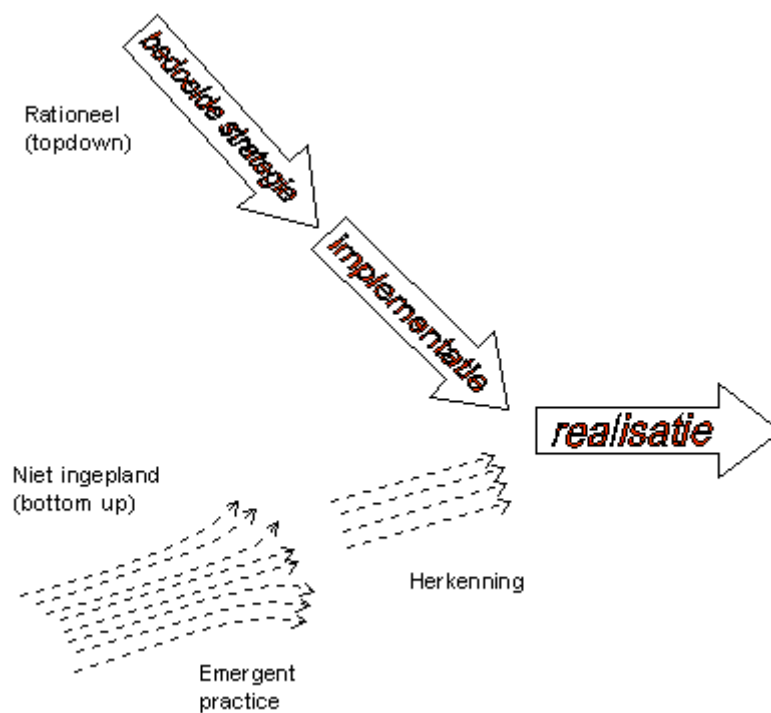 bedoelde strategie
Rationeel
(topdown)
implementatie
realisatie
Niet ingepland
(bottom up)
Herkenning
Emergent
practice